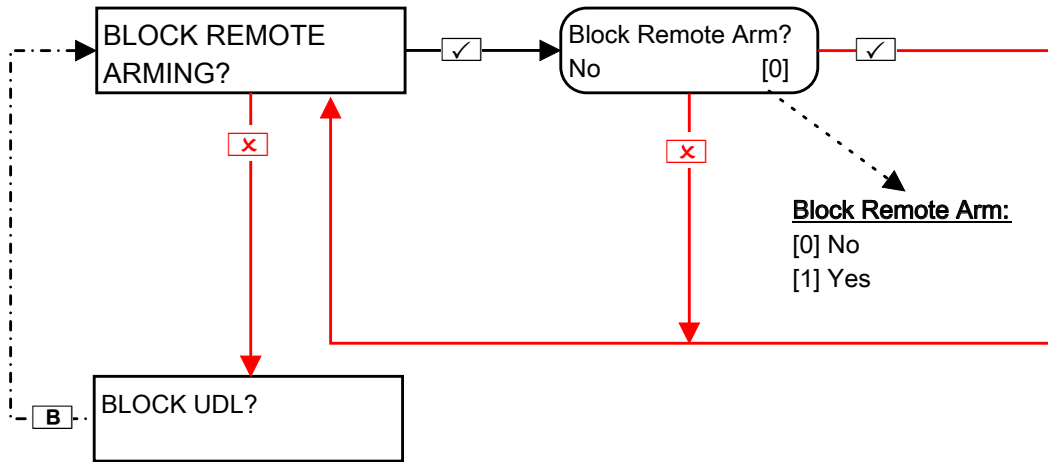 BLOCK REMOTE
ARMING?
✓
Block Remote Arm?
No [0]
✓
✗
✗
Block Remote Arm:
[0] No
[1] Yes
BLOCK UDL?
B